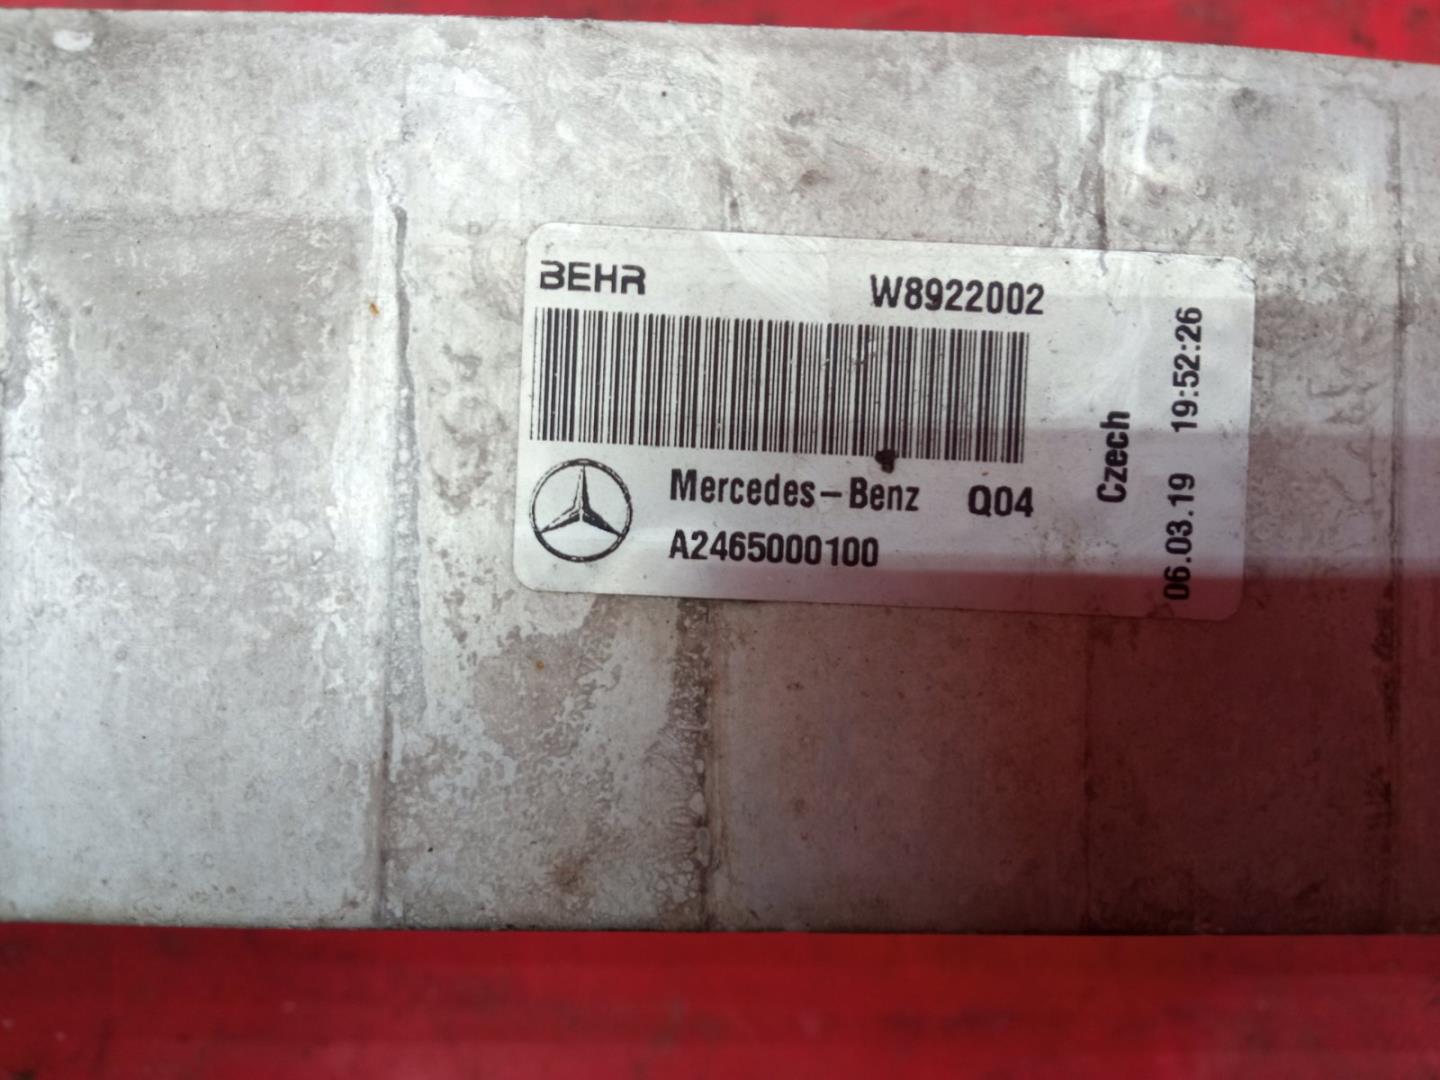 BEHR W8922002
Mercedes-Benz Q04
A2465000100
Czech
06.03.19 19:52:26